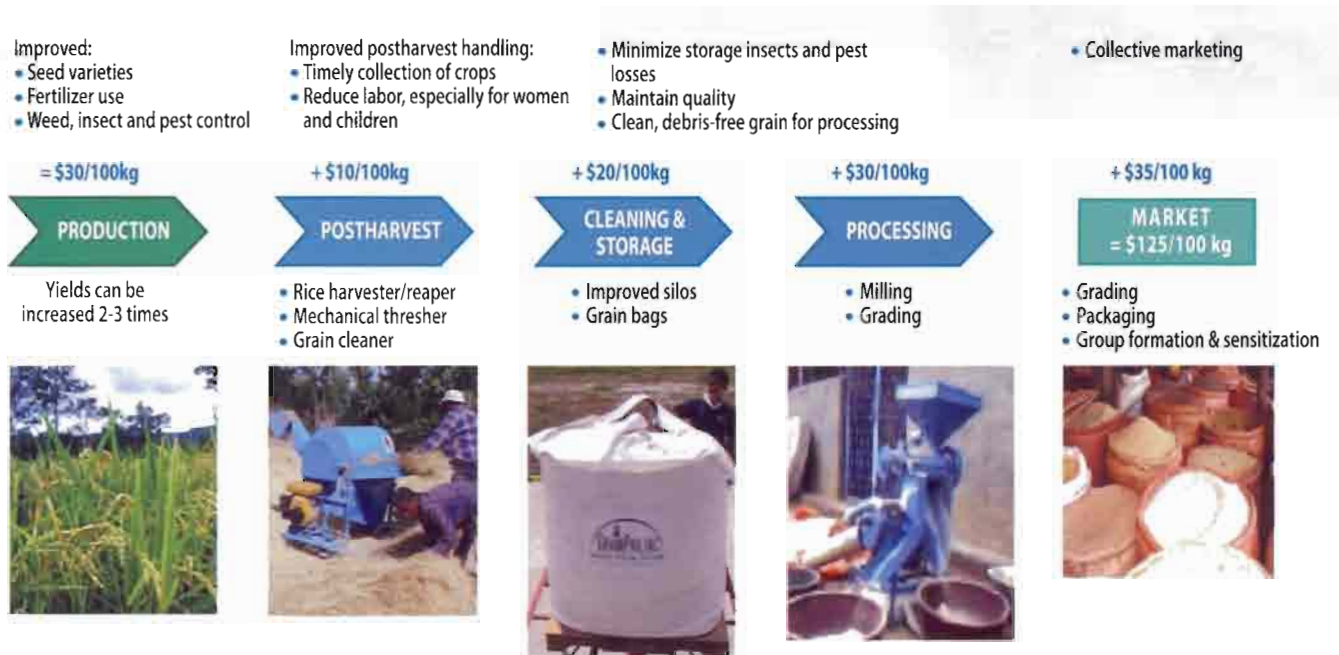 Improved:
• Seed varieties
• Fertilizer use
• Weed, insect and pest control
Improved postharvest handling:
• Timely collection of crops
• Reduce labor, especially for women
and children
• Minimize storage insects and pest
losses
• Maintain quality
• Clean, debris-free grain for processing
• Collective marketing
= $30/100kg
+ $10/100kg
+ $20/100kg
+ $30/100kg
+ $35/100 kg
PRODUCTION
POSTHARVEST
CLEANING &
STORAGE
PROCESSING
MARKET
= $125/100 kg
Yields can be
increased 2-3 times
• Rice harvester/reaper
• Mechanical thresher
• Grain cleaner
• Improved silos
• Grain bags
• Milling
• Grading
• Grading
• Packaging
• Group formation & sensitization